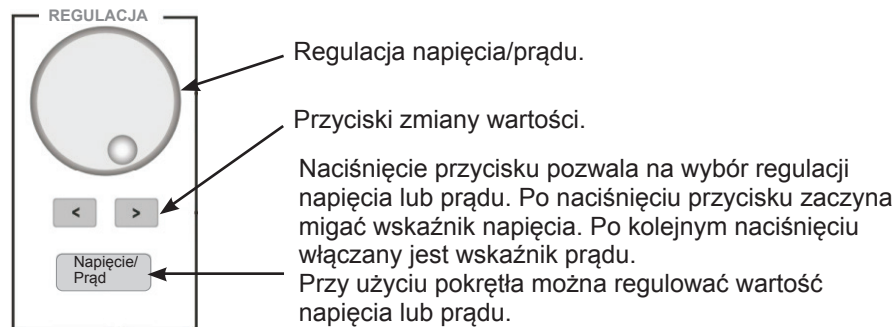 REGULACJA
Regulacja napięcia/prądu.
Przyciski zmiany wartości.
< >
Naciśnięcie przycisku pozwala na wybór regulacji
napięcia lub prądu. Po naciśnięciu przycisku zaczyna
migać wskaźnik napięcia. Po kolejnym naciśnięciu
włączany jest wskaźnik prądu.
Przy użyciu pokrętła można regulować wartość
napięcia lub prądu.
Napięcie/
Prąd